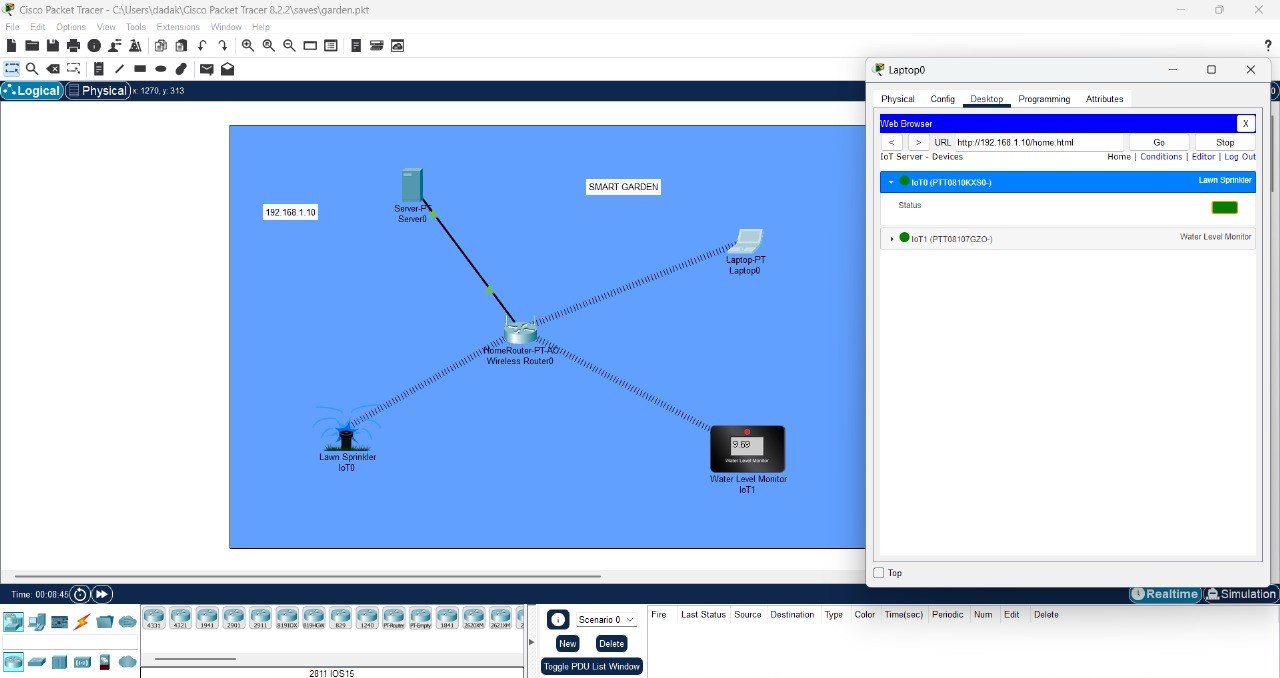 Cisco Packet Tracer - C:\Users\dadak\Cisco Packet Tracer 8.2.2\saves\garden.pkt
File Edit Options View Tools Extensions Window Help
Logical Physical x: 1270, y: 313
SMART GARDEN
192.168.1.10
Server-PT
Server0
Laptop-PT
Laptop0
HomeRouter-PT-AC
Wireless Router0
Lawn Sprinkler
IoT0
9.69
Water Level Monitor
Water Level Monitor
IoT1
Laptop0
Physical Config Desktop Programming Attributes
Web Browser X
< > URL http://192.168.1.10/home.html Go Stop
IoT Server - Devices Home | Conditions | Editor | Log Out
IoT0 (PTT0810KXS0-) Lawn Sprinkler
Status
IoT1 (PTT08107GZO-) Water Level Monitor
Top
Time: 00:08:45 Realtime Simulation
4331 4321 1941 2901 2911 819IOX 819HGW 829 1240 PT-Router PT-Empty 1841 2620XM 2621XM 2
2811 IOS15
Scenario 0
New Delete
Toggle PDU List Window
Fire Last Status Source Destination Type Color Time(sec) Periodic Num Edit Delete